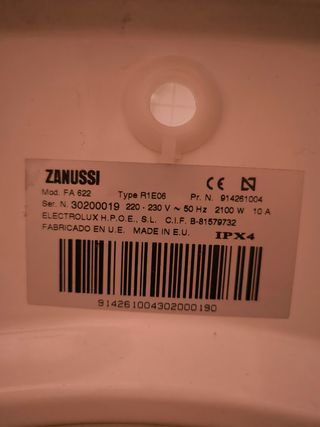 ZANUSSI CE
Mod. FA 622 Type R1E06 Pr. N. 914261004
Ser. N. 30200019 220 - 230 V ~ 50 Hz 2100 W 10 A
ELECTROLUX H.P.O.E., S.L. C.I.F. B-81579732
FABRICADO EN U.E. MADE IN E.U. IPX4
914261004302000190